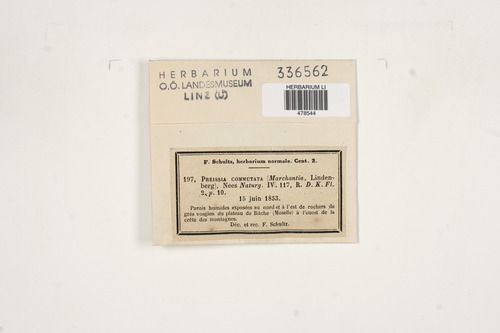 HERBARIUM
O.Ö. LANDESMUSEUM
LINZ (LI)
336562
HERBARIUM LI
478544
F. Schultz, herbarium normale. Cent. 2.
197. PREISSIA COMMUTATA (Marchantia, Linden-
berg). Nees Naturg. IV. 117, R. D. K. Fl.
2, p. 10.
15 juin 1853.
Parois humides exposées au nord et à l'est de rochers de
grès vosgien du plateau de Bitche (Moselle) à l'ouest de la
crête des montagnes.
Déc. et rec. F. Schultz.